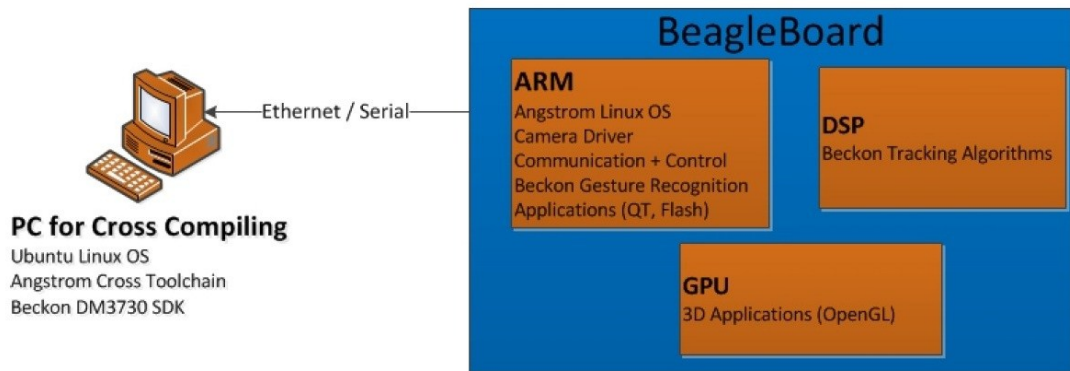 BeagleBoard
ARM
Angstrom Linux OS
Camera Driver
Communication + Control
Beckon Gesture Recognition
Applications (QT, Flash)
DSP
Beckon Tracking Algorithms
GPU
3D Applications (OpenGL)
Ethernet / Serial
PC for Cross Compiling
Ubuntu Linux OS
Angstrom Cross Toolchain
Beckon DM3730 SDK